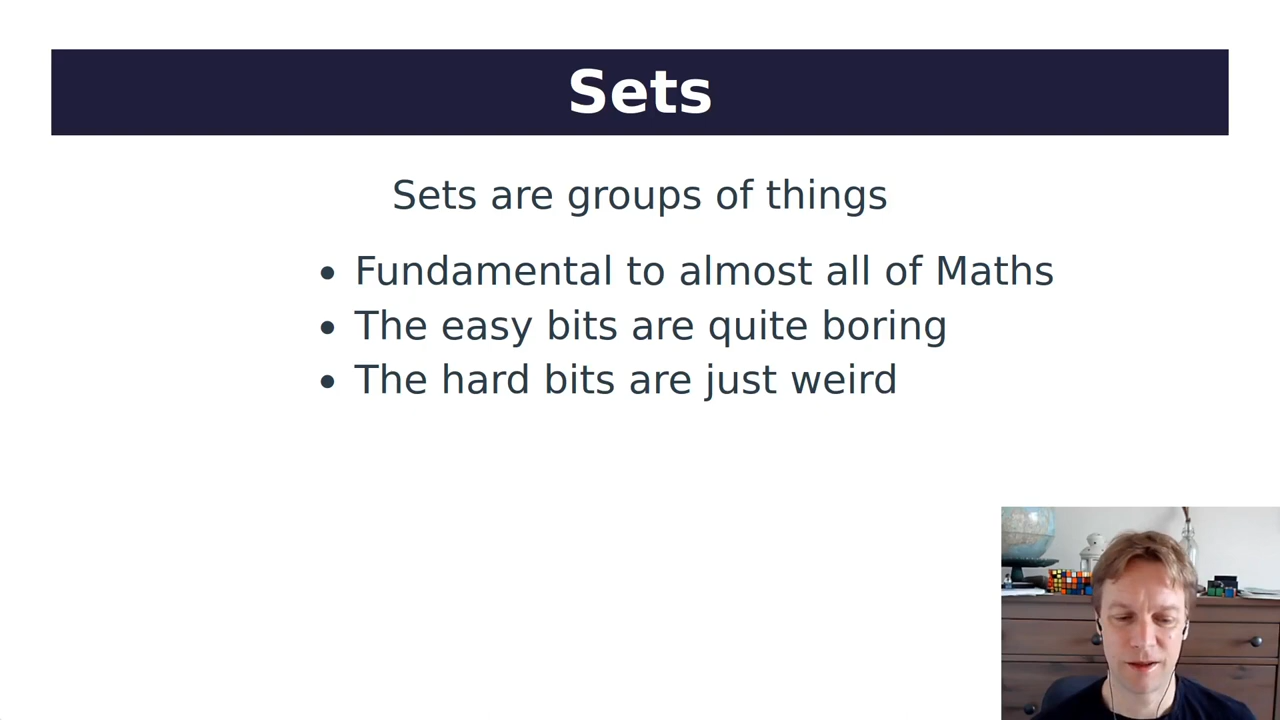 Sets
Sets are groups of things
• Fundamental to almost all of Maths
• The easy bits are quite boring
• The hard bits are just weird